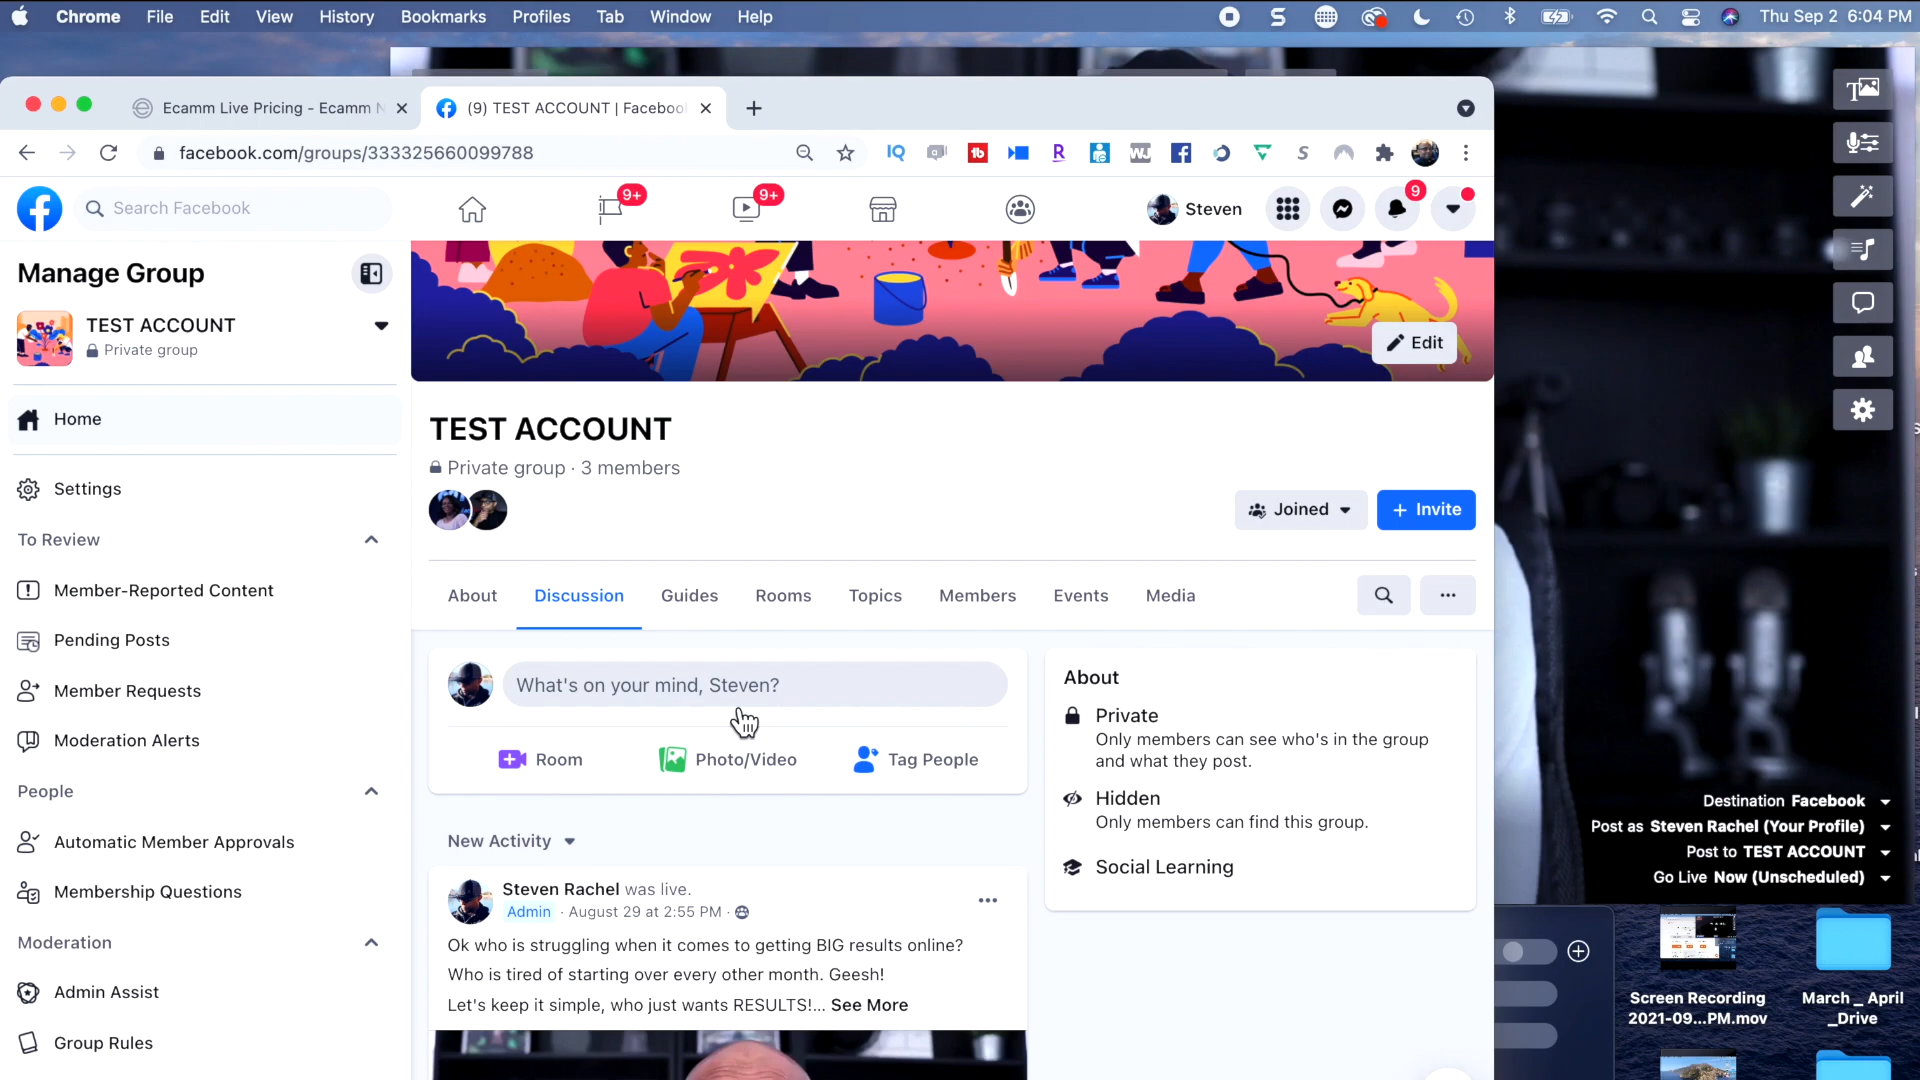 Chrome File Edit View History Bookmarks Profiles Tab Window Help
Thu Sep 2 6:04 PM
Ecamm Live Pricing - Ecamm N
(9) TEST ACCOUNT | Faceboo
facebook.com/groups/333325660099788
Search Facebook
9+
9+
Steven
9
Manage Group
TEST ACCOUNT
Private group
Home
Settings
To Review
Member-Reported Content
Pending Posts
Member Requests
Moderation Alerts
People
Automatic Member Approvals
Membership Questions
Moderation
Admin Assist
Group Rules
Edit
TEST ACCOUNT
Private group · 3 members
Joined
+ Invite
About Discussion Guides Rooms Topics Members Events Media
What's on your mind, Steven?
Room Photo/Video Tag People
New Activity
Steven Rachel was live.
Admin · August 29 at 2:55 PM ·
Ok who is struggling when it comes to getting BIG results online?
Who is tired of starting over every other month. Geesh!
Let's keep it simple, who just wants RESULTS!... See More
About
Private
Only members can see who's in the group
and what they post.
Hidden
Only members can find this group.
Social Learning
Destination Facebook
Post as Steven Rachel (Your Profile)
Post to TEST ACCOUNT
Go Live Now (Unscheduled)
Screen Recording
2021-09...PM.mov
March _ April
_Drive